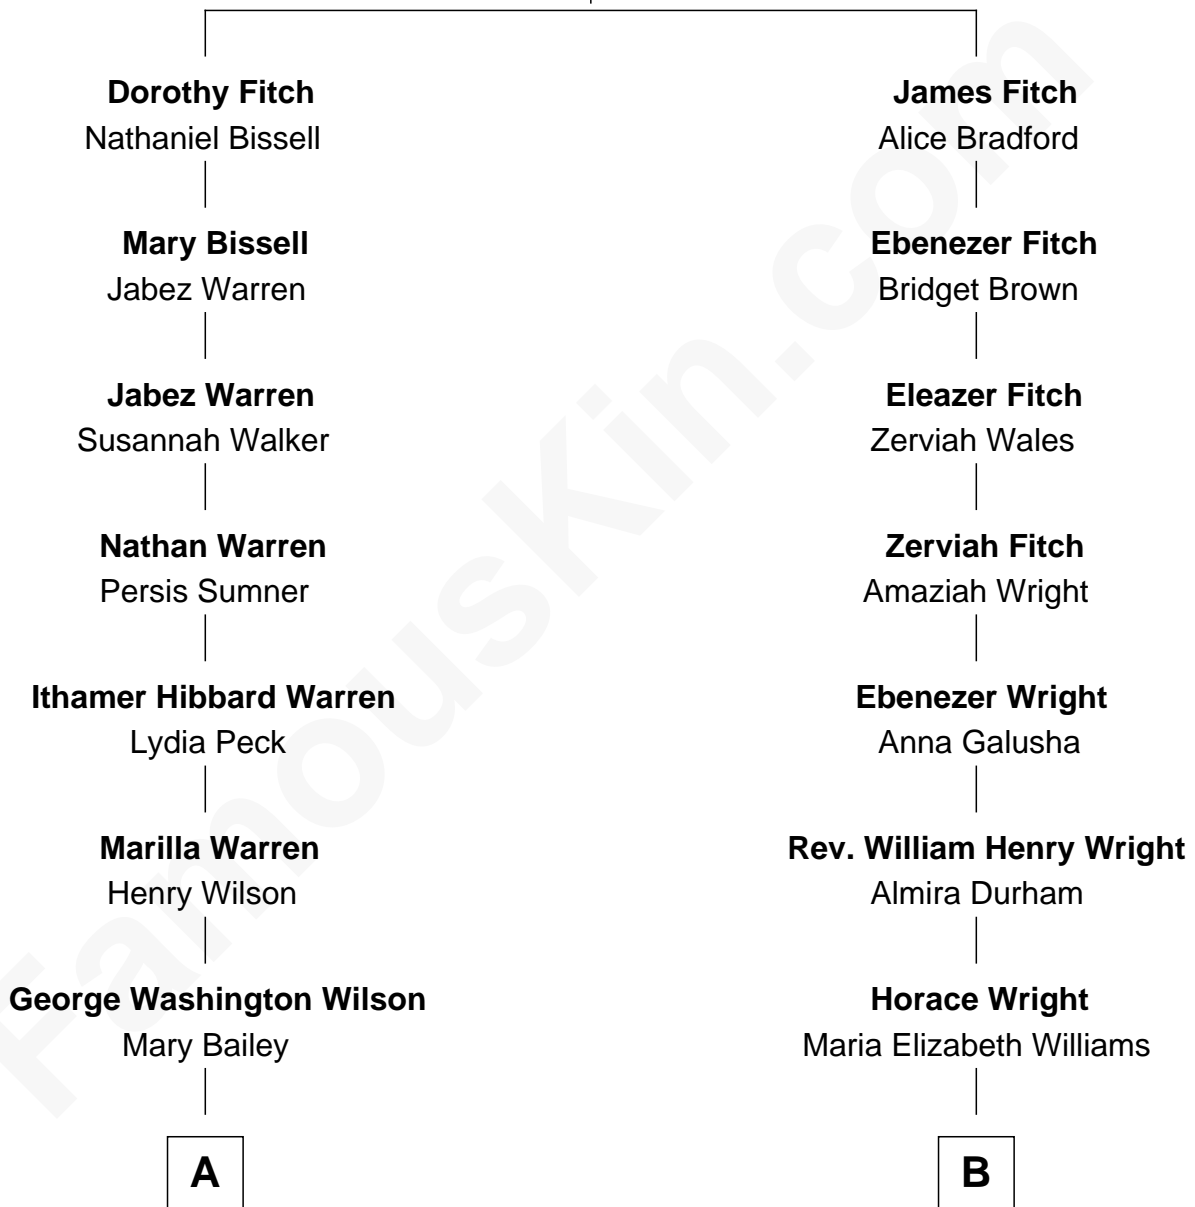 Dorothy Fitch
Nathaniel Bissell
Mary Bissell
Jabez Warren
Jabez Warren
Susannah Walker
Nathan Warren
Persis Sumner
Ithamer Hibbard Warren
Lydia Peck
Marilla Warren
Henry Wilson
George Washington Wilson
Mary Bailey
A
James Fitch
Alice Bradford
Ebenezer Fitch
Bridget Brown
Eleazer Fitch
Zerviah Wales
Zerviah Fitch
Amaziah Wright
Ebenezer Wright
Anna Galusha
Rev. William Henry Wright
Almira Durham
Horace Wright
Maria Elizabeth Williams
B
FamousKin.com